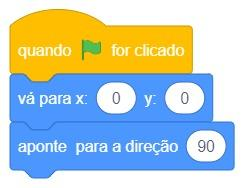 quando for clicado
vá para x: 0 y: 0
aponte para a direção 90